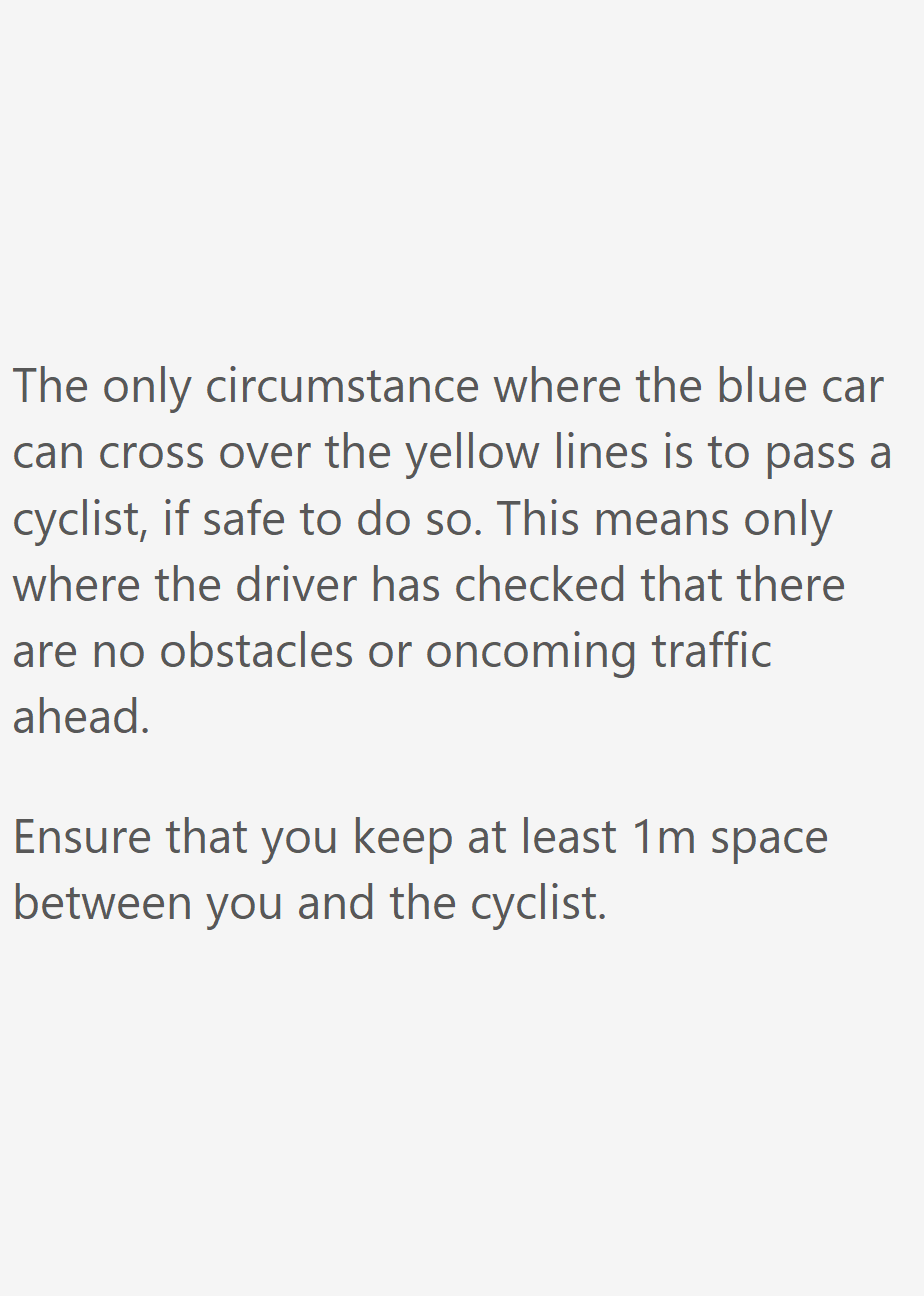 The only circumstance where the blue car
can cross over the yellow lines is to pass a
cyclist, if safe to do so. This means only
where the driver has checked that there
are no obstacles or oncoming traffic
ahead.
Ensure that you keep at least 1m space
between you and the cyclist.